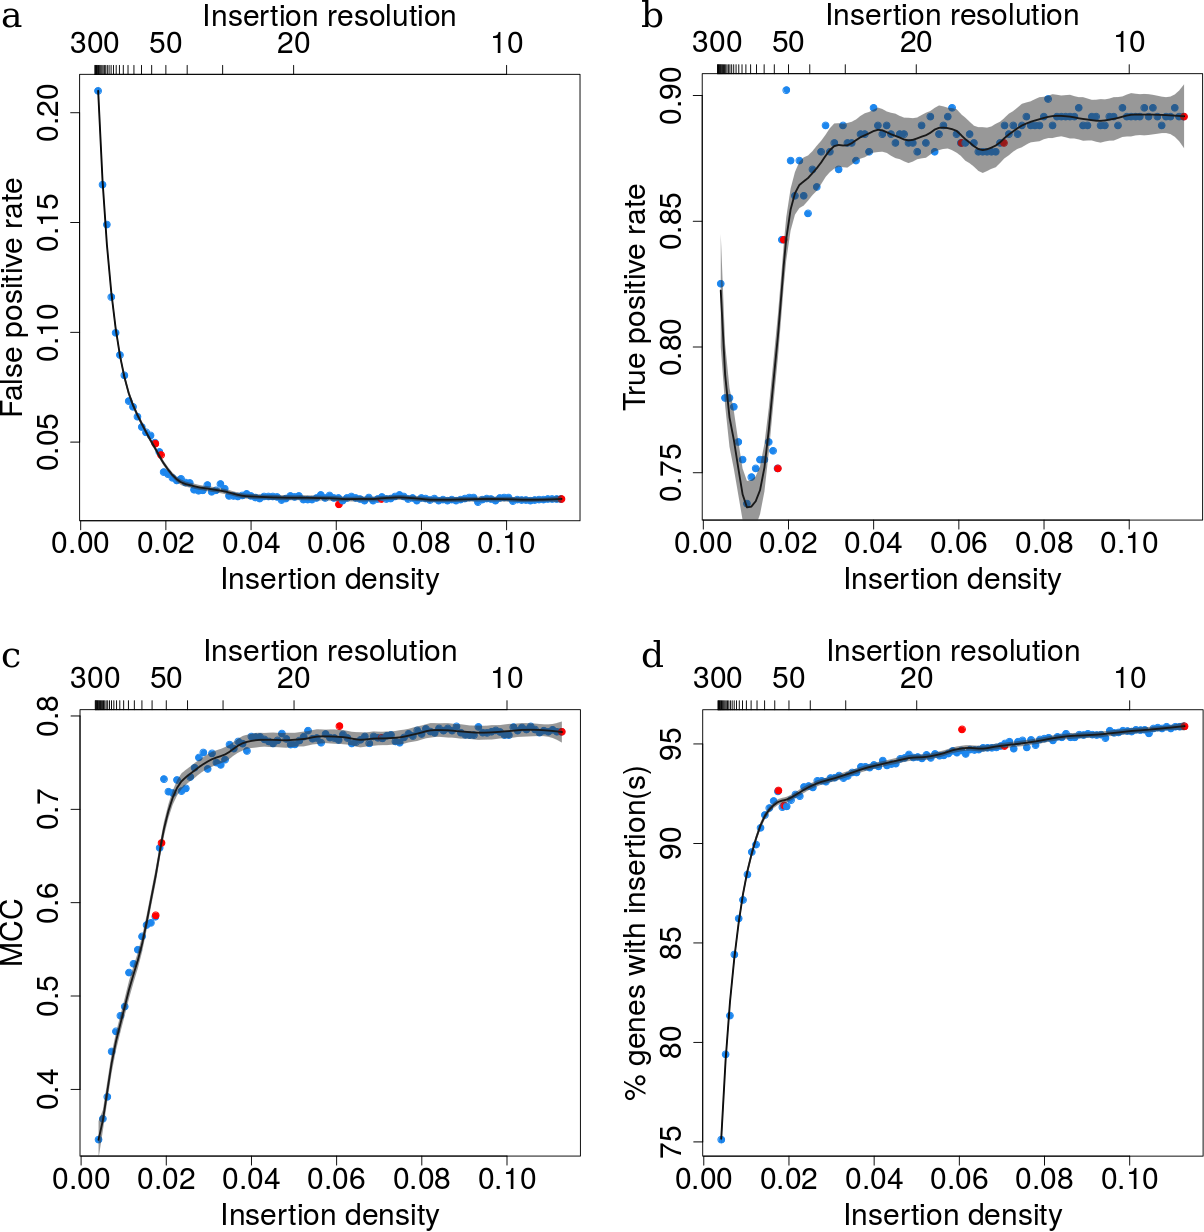 a
Insertion resolution
300 50 20 10
False positive rate
0.20
0.15
0.10
0.05
0.00 0.02 0.04 0.06 0.08 0.10
Insertion density
b
Insertion resolution
300 50 20 10
True positive rate
0.90
0.85
0.80
0.75
0.00 0.02 0.04 0.06 0.08 0.10
Insertion density
c
Insertion resolution
300 50 20 10
MCC
0.8
0.7
0.6
0.5
0.4
0.00 0.02 0.04 0.06 0.08 0.10
Insertion density
d
Insertion resolution
300 50 20 10
% genes with insertion(s)
95
90
85
80
75
0.00 0.02 0.04 0.06 0.08 0.10
Insertion density